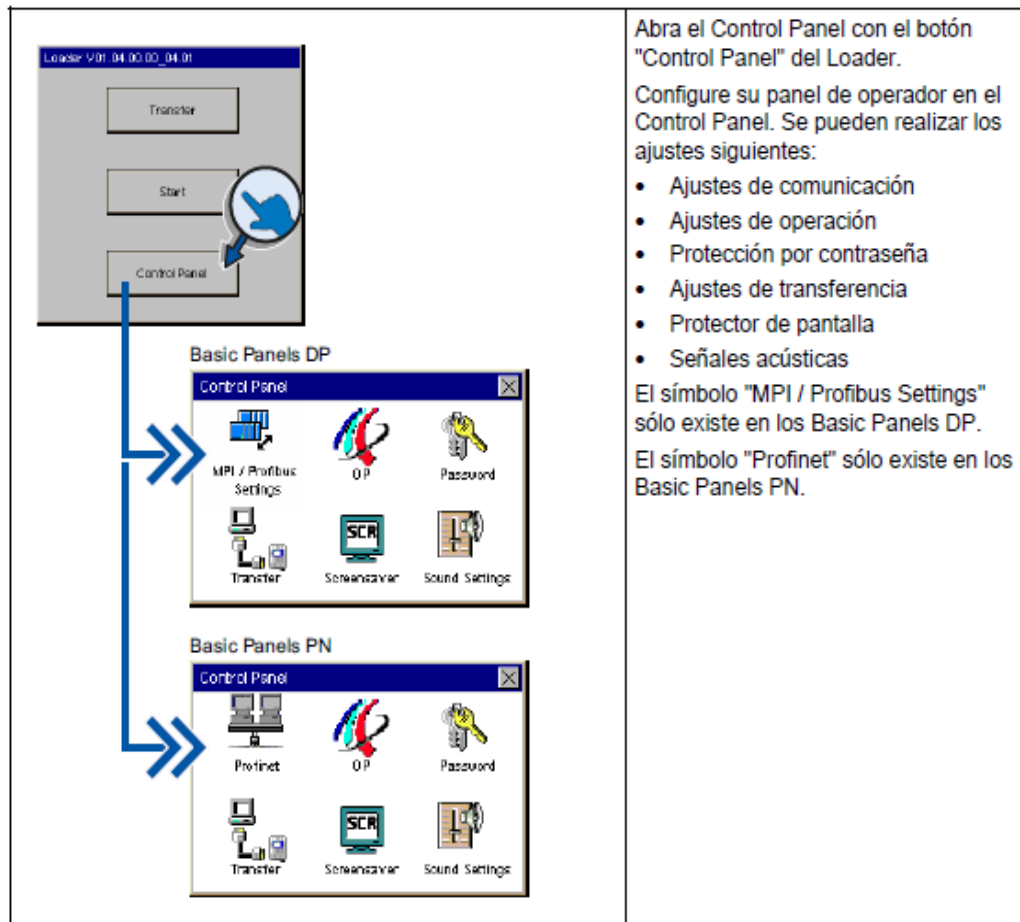 Loader V01.04.00.00_04.01
Transfer
Start
Control Panel
Basic Panels DP
Control Panel
MPI / Profibus
Settings
OP
Password
Transfer
SCR
Screensaver
Sound Settings
Basic Panels PN
Control Panel
Profinet
OP
Password
Transfer
SCR
Screensaver
Sound Settings
Abra el Control Panel con el botón
"Control Panel" del Loader.
Configure su panel de operador en el
Control Panel. Se pueden realizar los
ajustes siguientes:
• Ajustes de comunicación
• Ajustes de operación
• Protección por contraseña
• Ajustes de transferencia
• Protector de pantalla
• Señales acústicas
El símbolo "MPI / Profibus Settings"
sólo existe en los Basic Panels DP.
El símbolo "Profinet" sólo existe en los
Basic Panels PN.